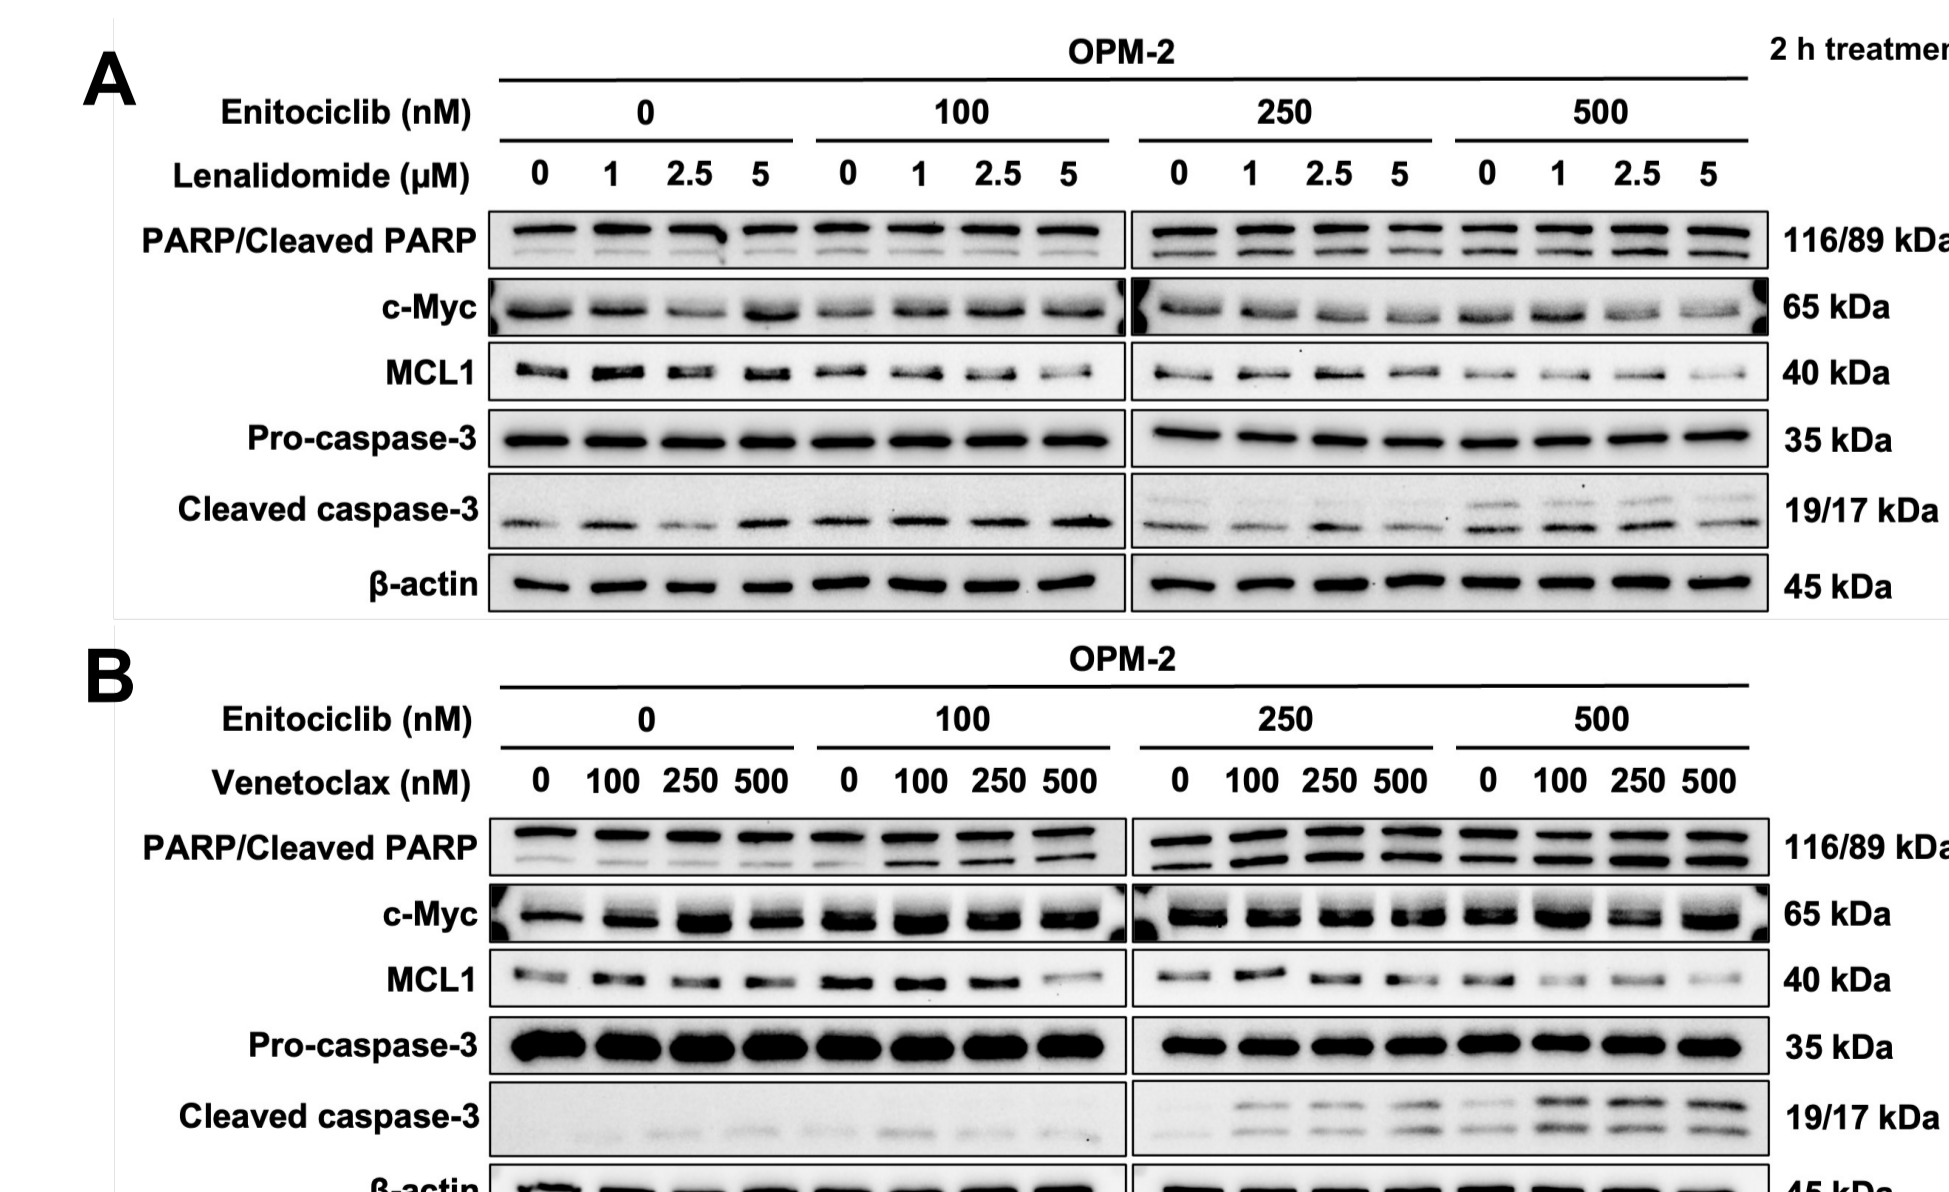 A
OPM-2
2 h treatmen
Enitociclib (nM) 0 100 250 500
Lenalidomide (µM) 0 1 2.5 5 0 1 2.5 5 0 1 2.5 5 0 1 2.5 5
PARP/Cleaved PARP 116/89 kDa
c-Myc 65 kDa
MCL1 40 kDa
Pro-caspase-3 35 kDa
Cleaved caspase-3 19/17 kDa
β-actin 45 kDa
B
OPM-2
Enitociclib (nM) 0 100 250 500
Venetoclax (nM) 0 100 250 500 0 100 250 500 0 100 250 500 0 100 250 500
PARP/Cleaved PARP 116/89 kDa
c-Myc 65 kDa
MCL1 40 kDa
Pro-caspase-3 35 kDa
Cleaved caspase-3 19/17 kDa
β-actin 45 kDa